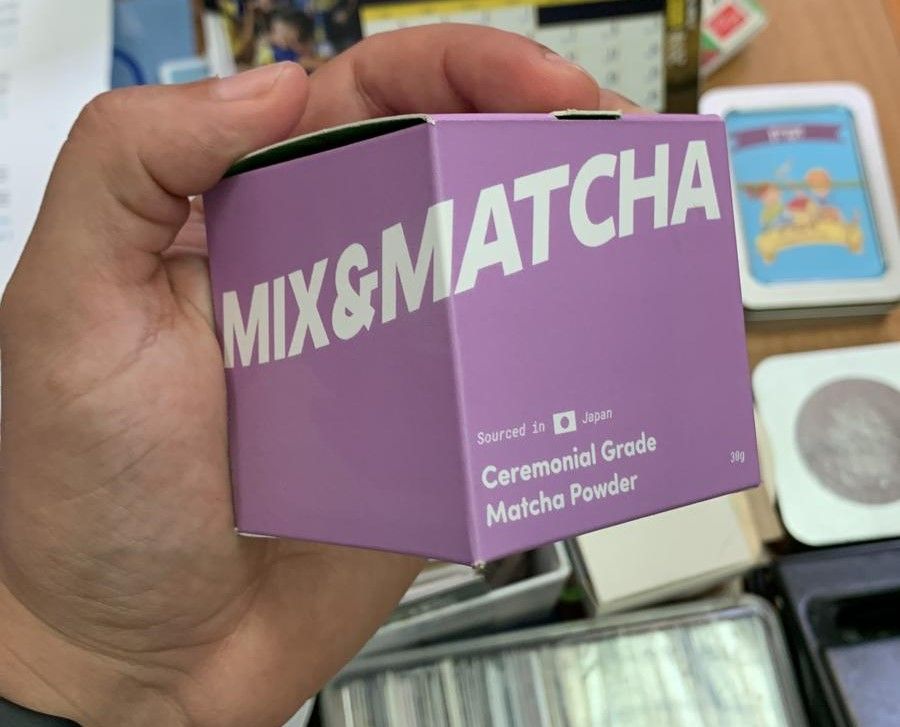 MIX&MATCHA
Sourced in Japan
Ceremonial Grade
Matcha Powder
30g